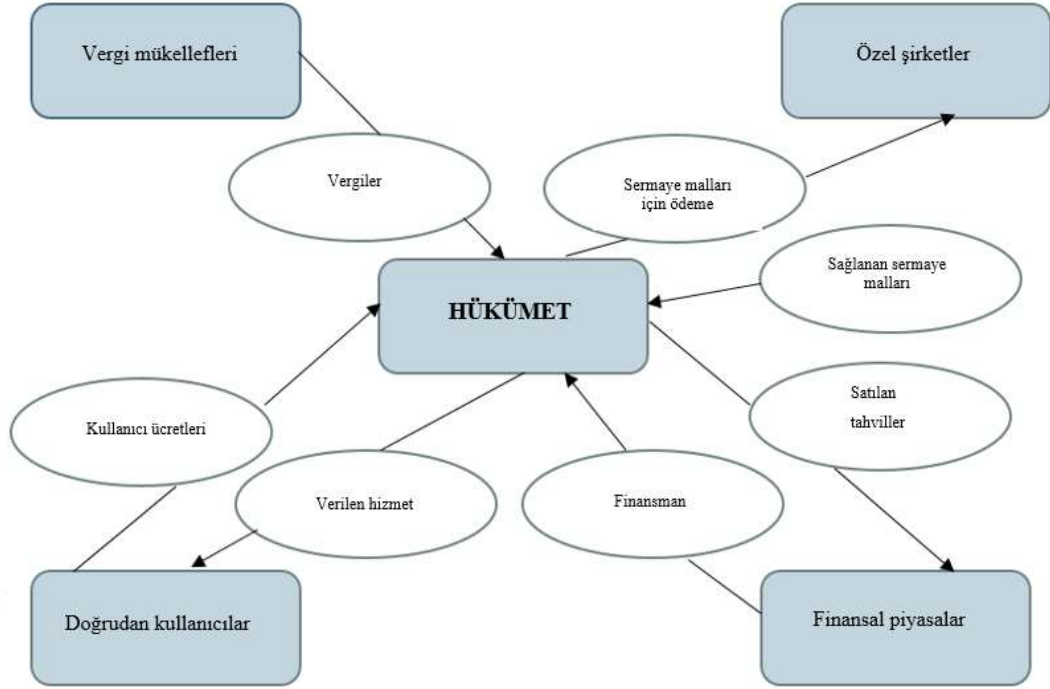 Vergi mükellefleri
Özel şirketler
Vergiler
Sermaye malları
için ödeme
Sağlanan sermaye
malları
HÜKÜMET
Satılan
tahviller
Kullanıcı ücretleri
Verilen hizmet
Finansman
Doğrudan kullanıcılar
Finansal piyasalar